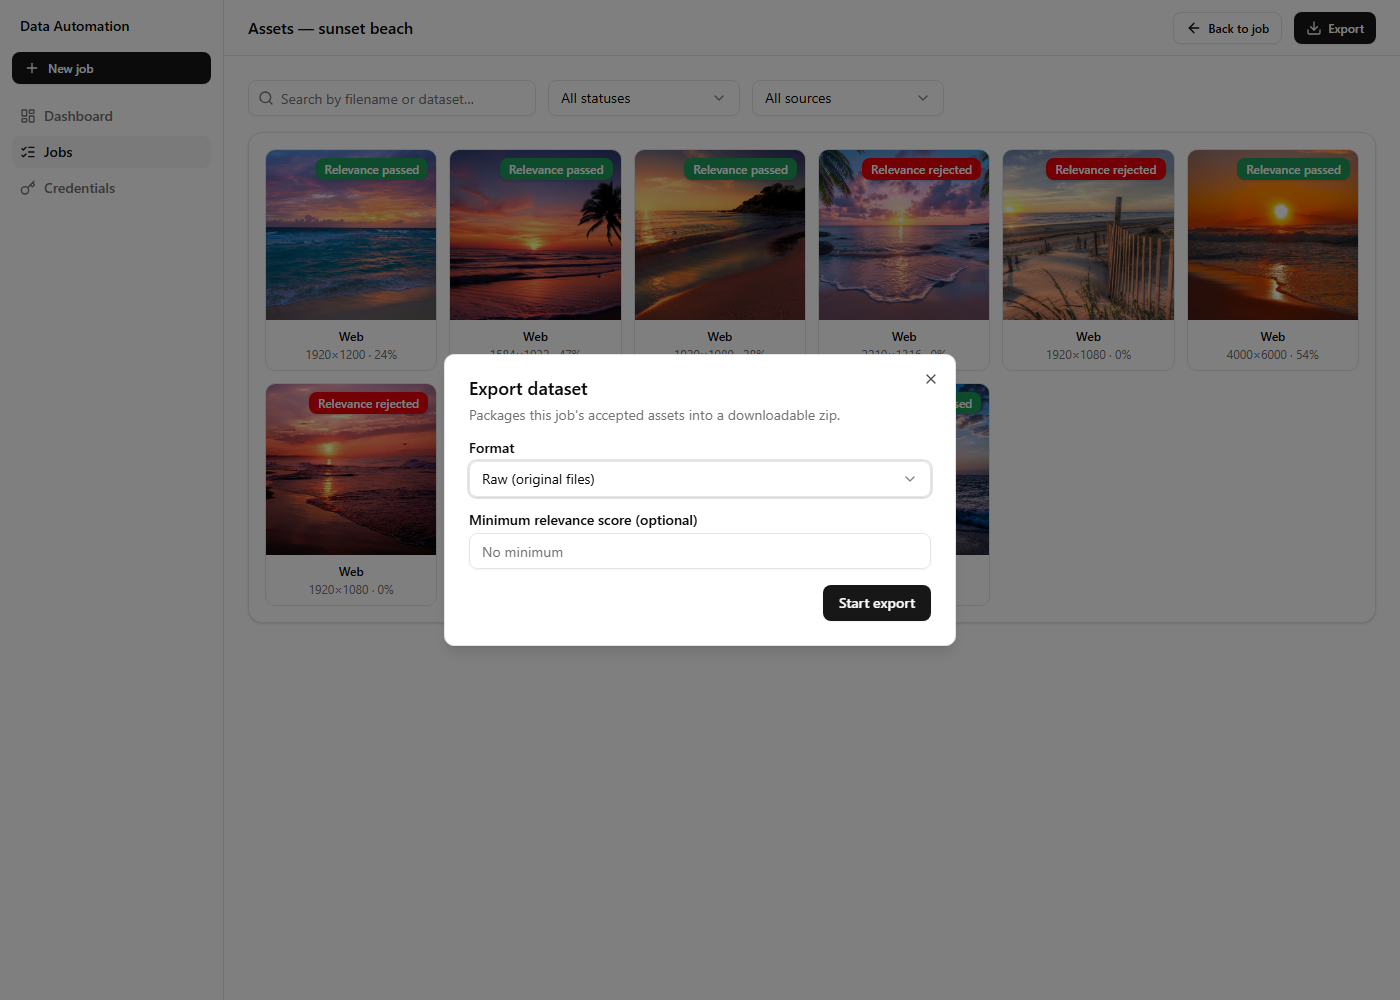 Data Automation
New job
Dashboard
Jobs
Credentials
Assets — sunset beach
Back to job
Export
Search by filename or dataset...
All statuses
All sources
Relevance passed
Relevance passed
Relevance passed
Relevance rejected
Relevance rejected
Relevance passed
Web
Web
Web
Web
Web
Web
1920×1200 · 24%
1920×1080 · 0%
4000×6000 · 54%
Relevance rejected
Web
1920×1080 · 0%
Export dataset
Packages this job's accepted assets into a downloadable zip.
Format
Raw (original files)
Minimum relevance score (optional)
No minimum
Start export